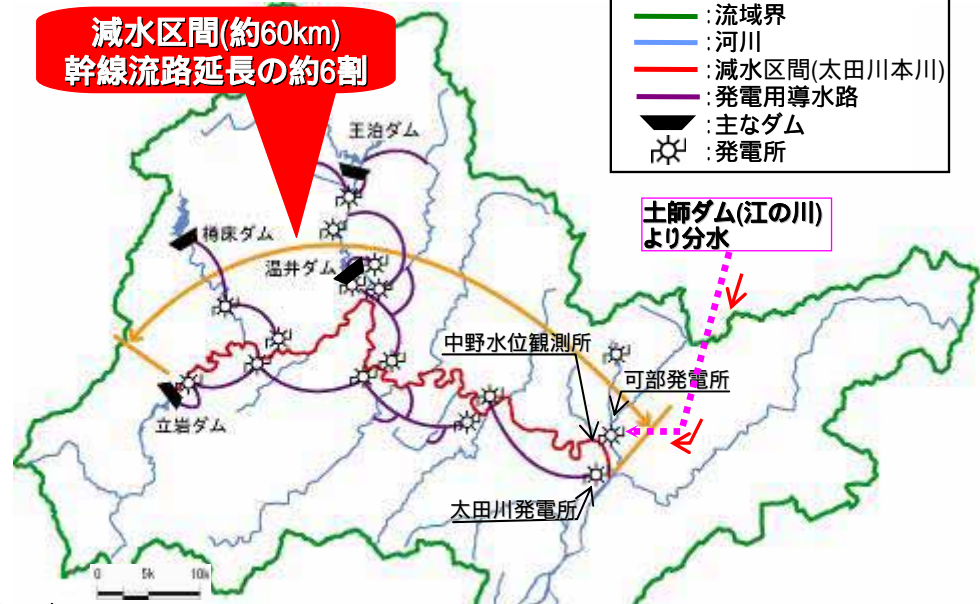 減水区間(約60km)
幹線流路延長の約6割
:流域界
:河川
:減水区間(太田川本川)
:発電用導水路
:主なダム
:発電所
王泊ダム
土師ダム(江の川)
より分水
樽床ダム
温井ダム
中野水位観測所
可部発電所
立岩ダム
太田川発電所
0 5k 10k